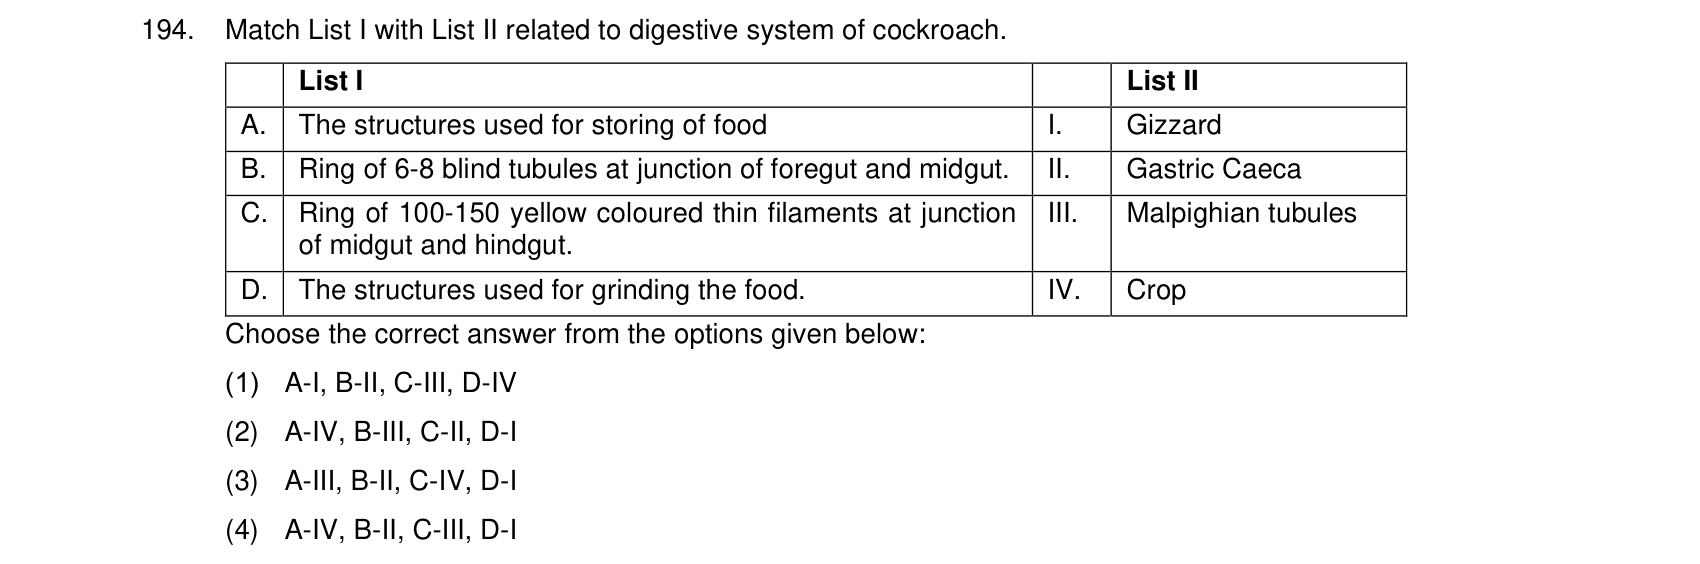 194. Match List I with List II related to digestive system of cockroach.
List I List II
A. The structures used for storing of food I. Gizzard
B. Ring of 6-8 blind tubules at junction of foregut and midgut. II. Gastric Caeca
C. Ring of 100-150 yellow coloured thin filaments at junction III. Malpighian tubules
of midgut and hindgut.
D. The structures used for grinding the food. IV. Crop
Choose the correct answer from the options given below:
(1) A-I, B-II, C-III, D-IV
(2) A-IV, B-III, C-II, D-I
(3) A-III, B-II, C-IV, D-I
(4) A-IV, B-II, C-III, D-I